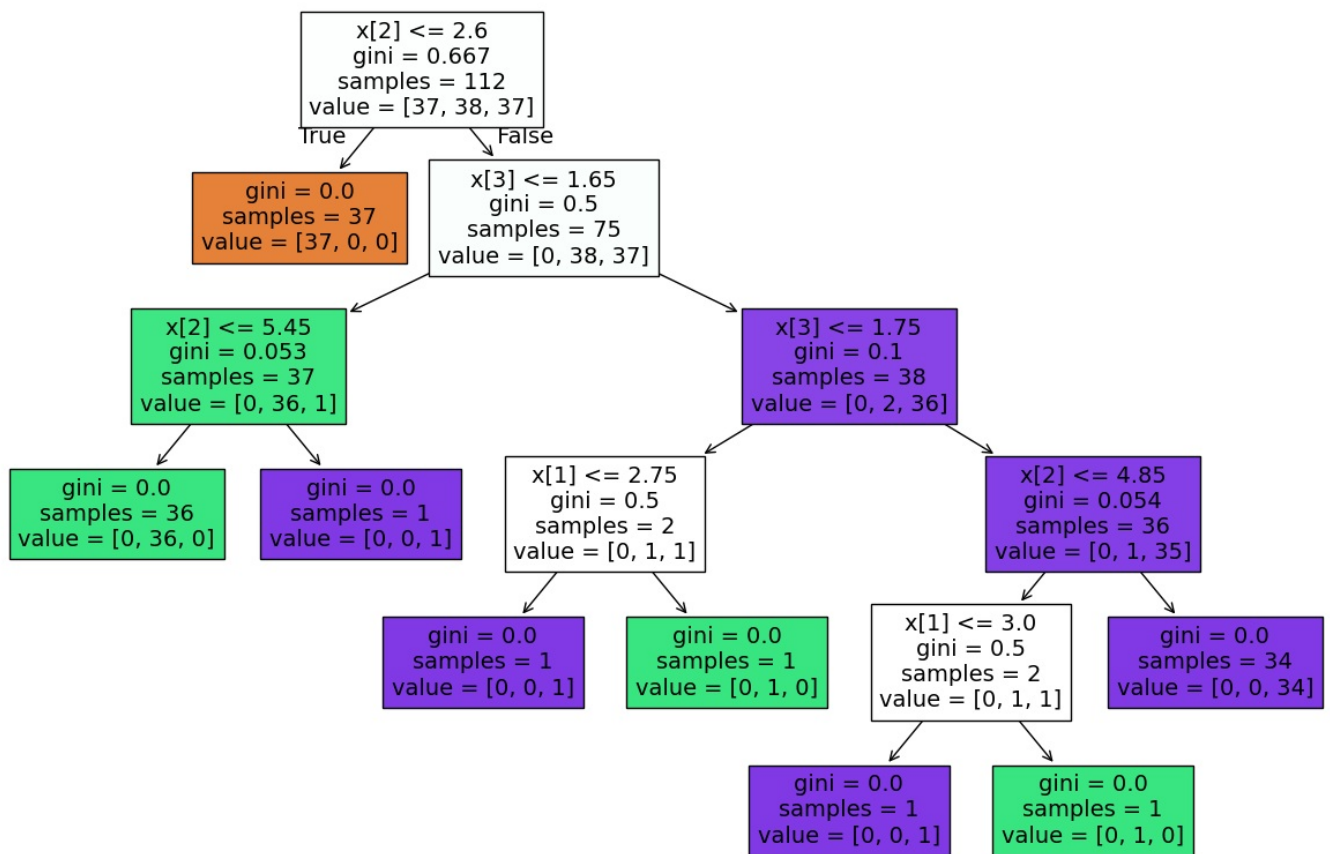 x[2] <= 2.6
gini = 0.667
samples = 112
value = [37, 38, 37]
True
False
gini = 0.0
samples = 37
value = [37, 0, 0]
x[3] <= 1.65
gini = 0.5
samples = 75
value = [0, 38, 37]
x[2] <= 5.45
gini = 0.053
samples = 37
value = [0, 36, 1]
x[3] <= 1.75
gini = 0.1
samples = 38
value = [0, 2, 36]
gini = 0.0
samples = 36
value = [0, 36, 0]
gini = 0.0
samples = 1
value = [0, 0, 1]
x[1] <= 2.75
gini = 0.5
samples = 2
value = [0, 1, 1]
x[2] <= 4.85
gini = 0.054
samples = 36
value = [0, 1, 35]
gini = 0.0
samples = 1
value = [0, 0, 1]
gini = 0.0
samples = 1
value = [0, 1, 0]
x[1] <= 3.0
gini = 0.5
samples = 2
value = [0, 1, 1]
gini = 0.0
samples = 34
value = [0, 0, 34]
gini = 0.0
samples = 1
value = [0, 0, 1]
gini = 0.0
samples = 1
value = [0, 1, 0]